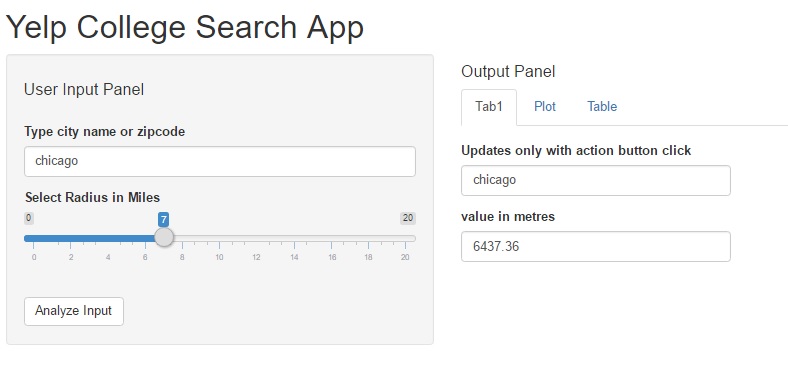 Yelp College Search App
User Input Panel
Type city name or zipcode
chicago
Select Radius in Miles
0 7 20
0 2 4 6 8 10 12 14 16 18 20
Analyze Input
Output Panel
Tab1 Plot Table
Updates only with action button click
chicago
value in metres
6437.36